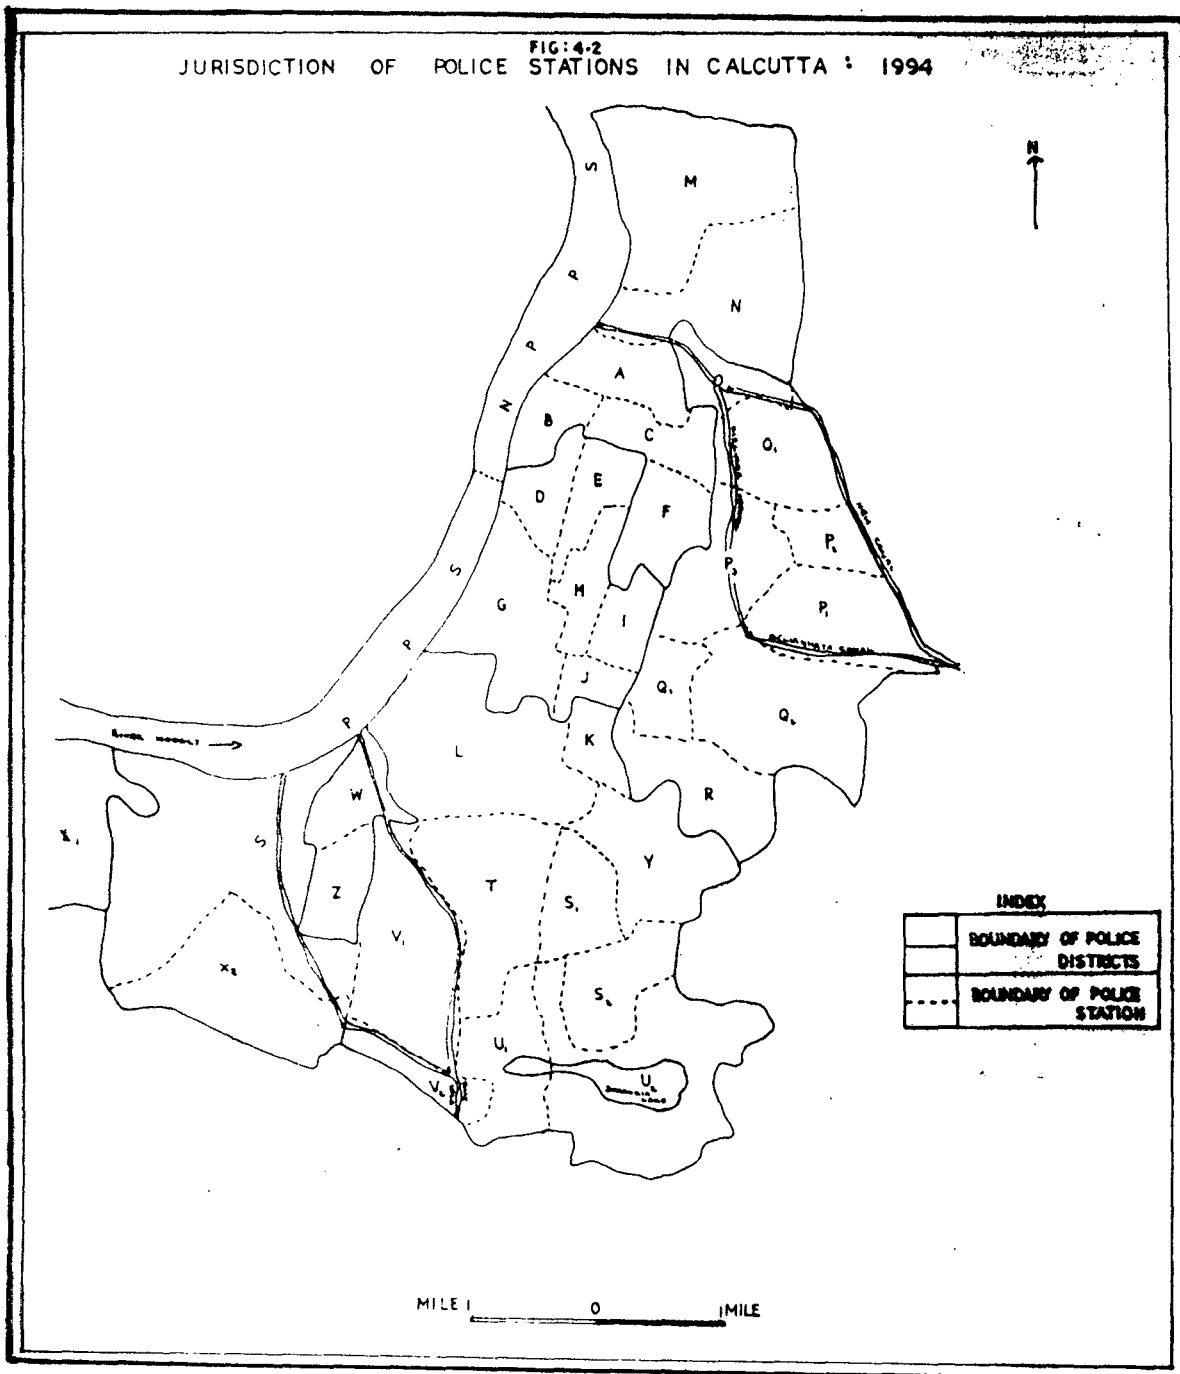 FIG: 4·2
JURISDICTION OF POLICE STATIONS IN CALCUTTA : 1994
N
S
M
P
P
N
N
A
B
C
O₁
D
E
F
P₂
S
P₃
G
H
I
P₁
P
J
Q₁
Q₂
P
RIVER HOOGLY
L
K
W
R
S
X₁
Y
Z
T
S₁
V₁
X₂
S₂
U₁
U₂
V₂
INDEX
BOUNDARY OF POLICE
DISTRICTS
BOUNDARY OF POLICE
STATION
MILE 1 0 1 MILE